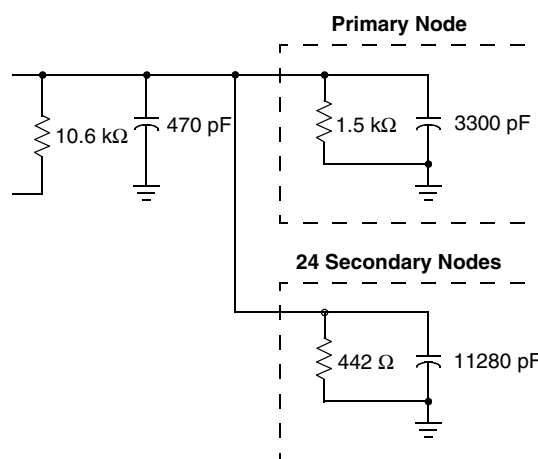 Primary Node
10.6 kΩ
470 pF
1.5 kΩ
3300 pF
24 Secondary Nodes
442 Ω
11280 pF